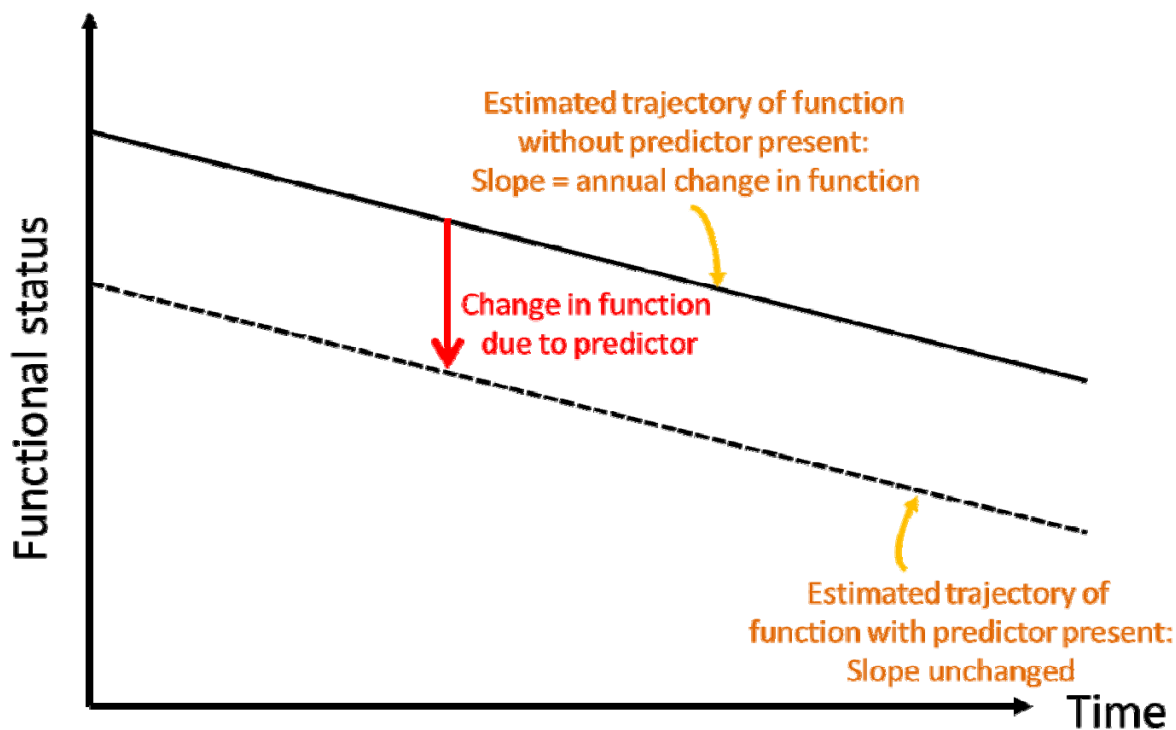 Functional status
Estimated trajectory of function
without predictor present:
Slope = annual change in function
Change in function
due to predictor
Estimated trajectory of
function with predictor present:
Slope unchanged
Time